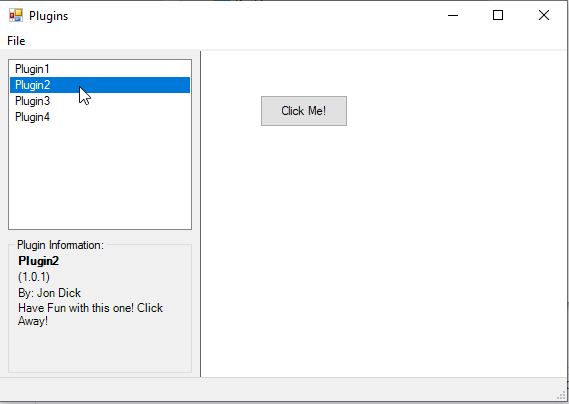 Plugins
File
Plugin1
Plugin2
Plugin3
Plugin4
Click Me!
Plugin Information:
Plugin2
(1.0.1)
By: Jon Dick
Have Fun with this one! Click
Away!